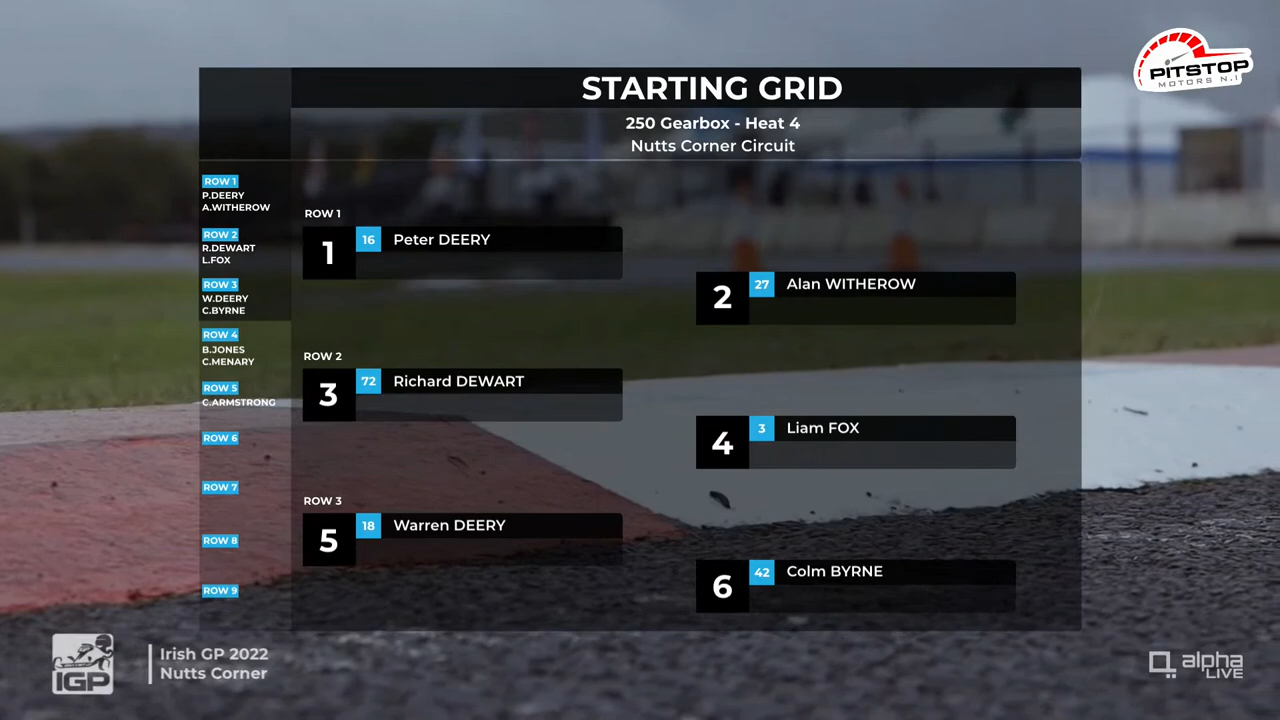 PITSTOP
MOTORS N.I
STARTING GRID
250 Gearbox - Heat 4
Nutts Corner Circuit
ROW 1
P.DEERY
A.WITHEROW
ROW 2
R.DEWART
L.FOX
ROW 3
W.DEERY
C.BYRNE
ROW 4
B.JONES
C.MENARY
ROW 5
C.ARMSTRONG
ROW 6
ROW 7
ROW 8
ROW 9
ROW 1
1 16 Peter DEERY
2 27 Alan WITHEROW
ROW 2
3 72 Richard DEWART
4 3 Liam FOX
ROW 3
5 18 Warren DEERY
6 42 Colm BYRNE
IGP
Irish GP 2022
Nutts Corner
alpha
LIVE